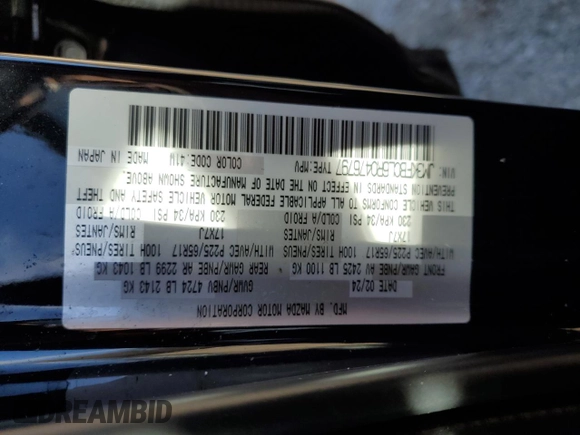 MFD. BY MAZDA MOTOR CORPORATION
DATE 02/24 GVWR/PNBV 4724 LB 2143 KG
FRONT GAWR/PNBE AV 2425 LB 1100 KG REAR GAWR/PNBE AR 2299 LB 1043 KG
WITH/AVEC P225/65R17 100H TIRES/PNEUS WITH/AVEC P225/65R17 100H TIRES/PNEUS
17X7J RIMS/JANTES 17X7J RIMS/JANTES
230 KPA/34 PSI COLD/A FROID 230 KPA/34 PSI COLD/A FROID
THIS VEHICLE CONFORMS TO ALL APPLICABLE FEDERAL MOTOR VEHICLE SAFETY AND THEFT
PREVENTION STANDARDS IN EFFECT ON THE DATE OF MANUFACTURE SHOWN ABOVE.
VIN: TYPE:MPV COLOR CODE:41W MADE IN JAPAN
DREAMBID